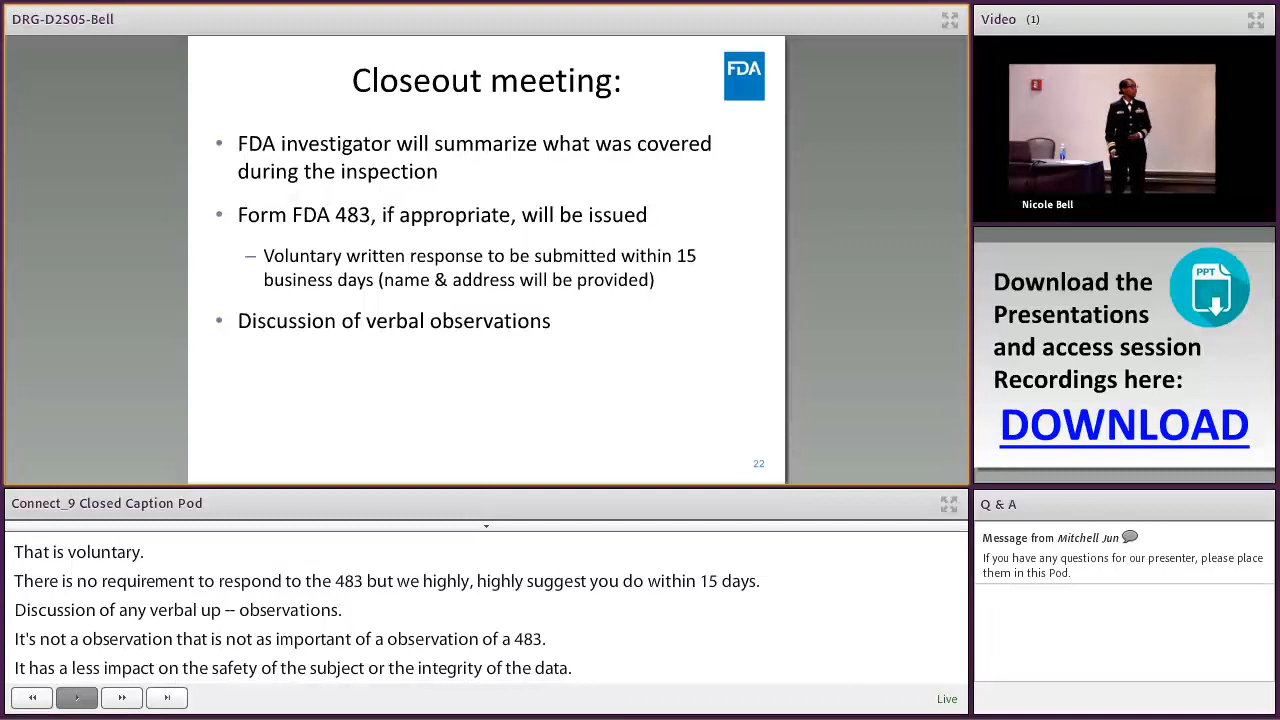 DRG-D2S05-Bell
Closeout meeting:
FDA
• FDA investigator will summarize what was covered
during the inspection
• Form FDA 483, if appropriate, will be issued
– Voluntary written response to be submitted within 15
business days (name & address will be provided)
• Discussion of verbal observations
22
Video (1)
Nicole Bell
Download the
Presentations
and access session
Recordings here:
DOWNLOAD
PPT
Connect_9 Closed Caption Pod
That is voluntary.
There is no requirement to respond to the 483 but we highly, highly suggest you do within 15 days.
Discussion of any verbal up -- observations.
It's not a observation that is not as important of a observation of a 483.
It has a less impact on the safety of the subject or the integrity of the data.
Live
Q & A
Message from Mitchell Jun
If you have any questions for our presenter, please place
them in this Pod.